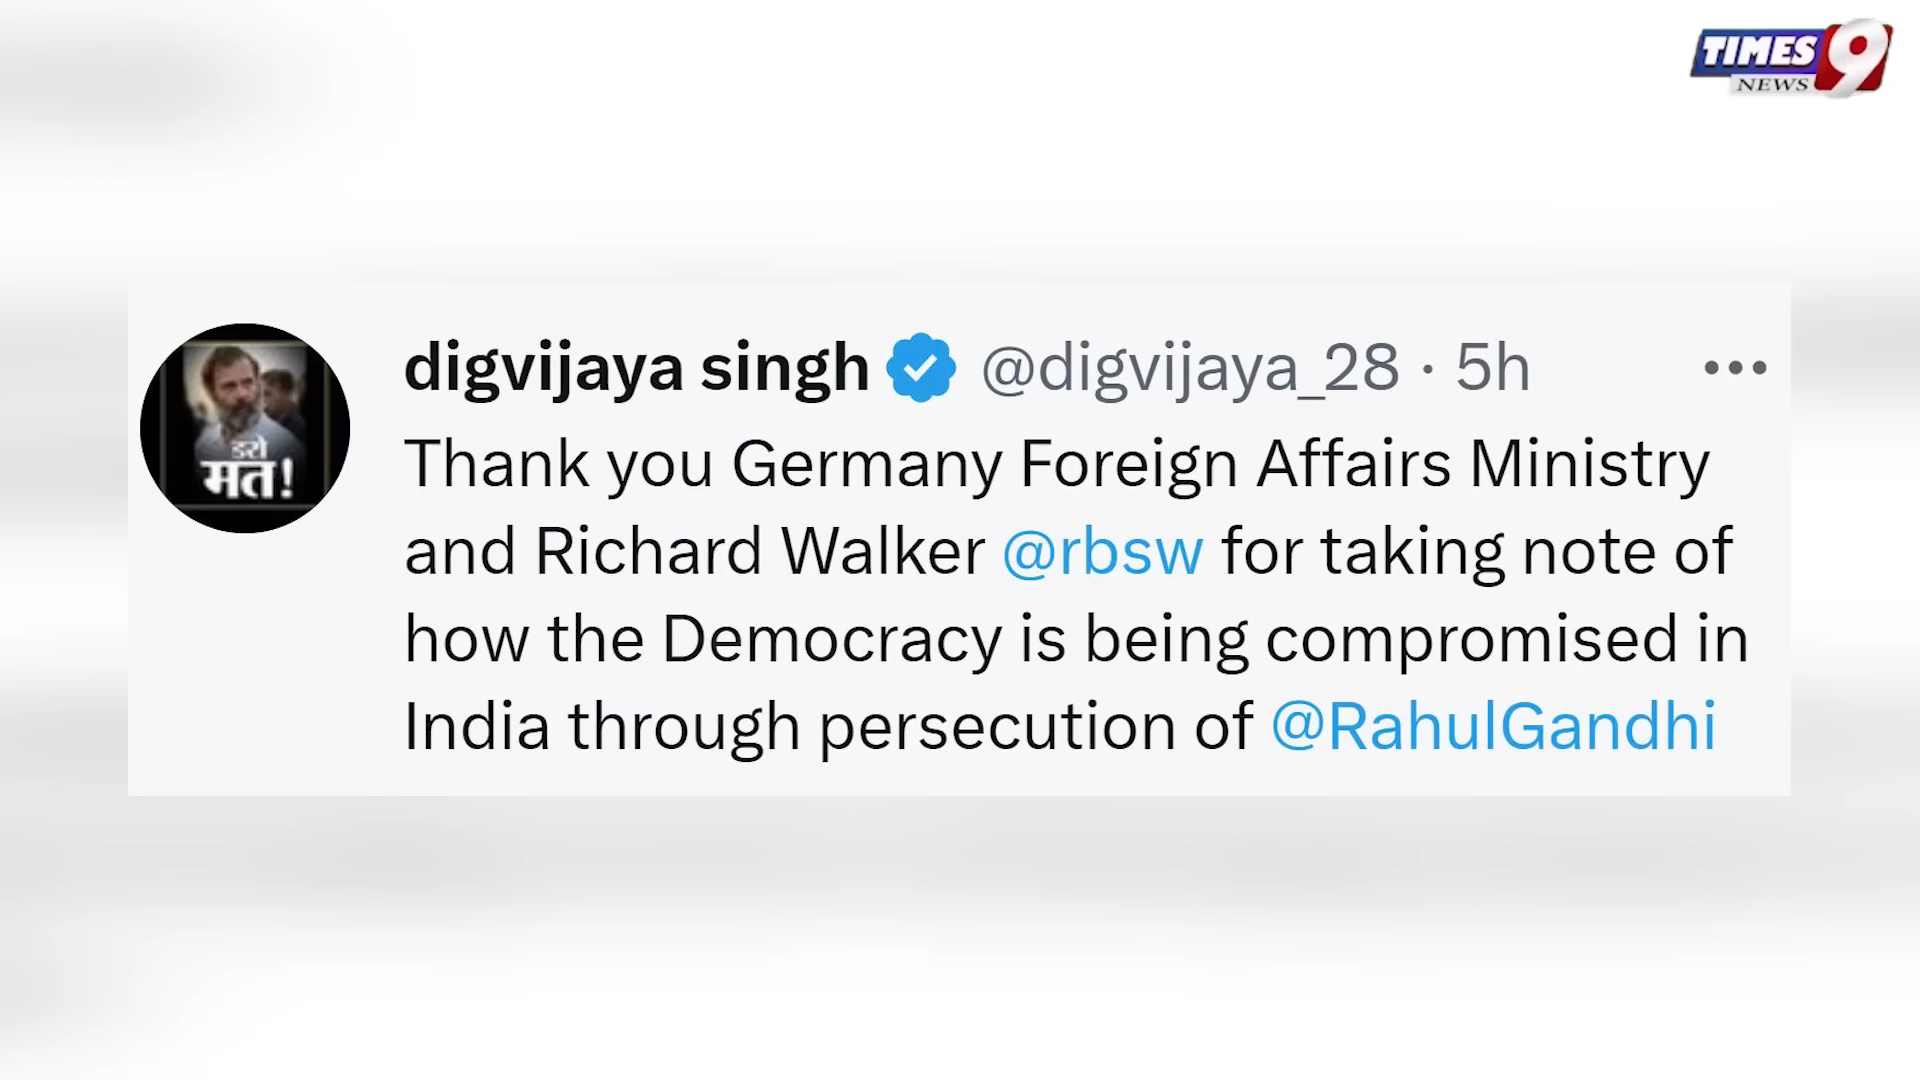 TIMES 9
NEWS
digvijaya singh @digvijaya_28 · 5h
डरो
मत!
Thank you Germany Foreign Affairs Ministry
and Richard Walker @rbsw for taking note of
how the Democracy is being compromised in
India through persecution of @RahulGandhi